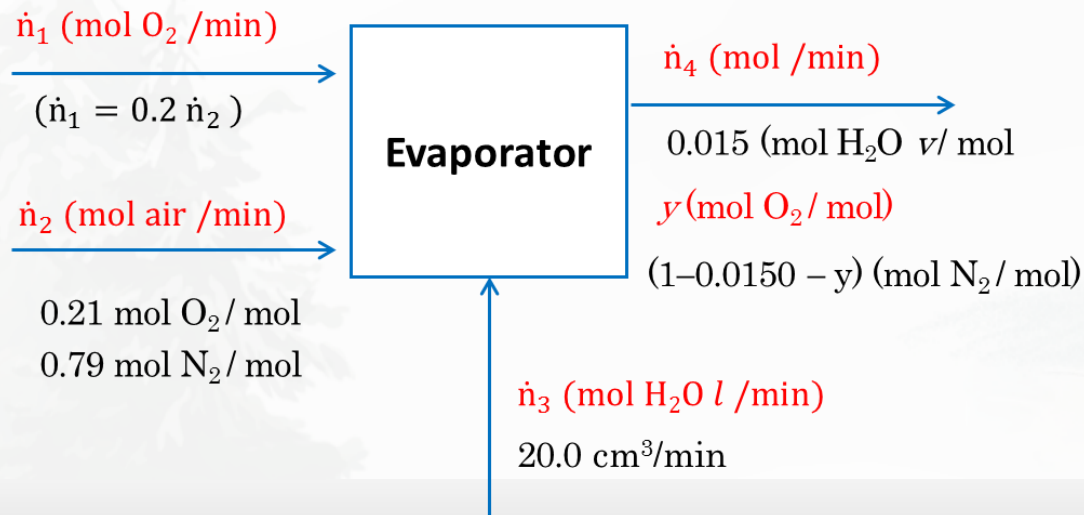 ṅ₁ (mol O₂ /min)
(ṅ₁ = 0.2 ṅ₂ )
ṅ₂ (mol air /min)
0.21 mol O₂ / mol
0.79 mol N₂ / mol
Evaporator
ṅ₃ (mol H₂O l /min)
20.0 cm³/min
ṅ₄ (mol /min)
0.015 (mol H₂O v/ mol
y (mol O₂ / mol)
(1–0.0150 – y) (mol N₂ / mol)